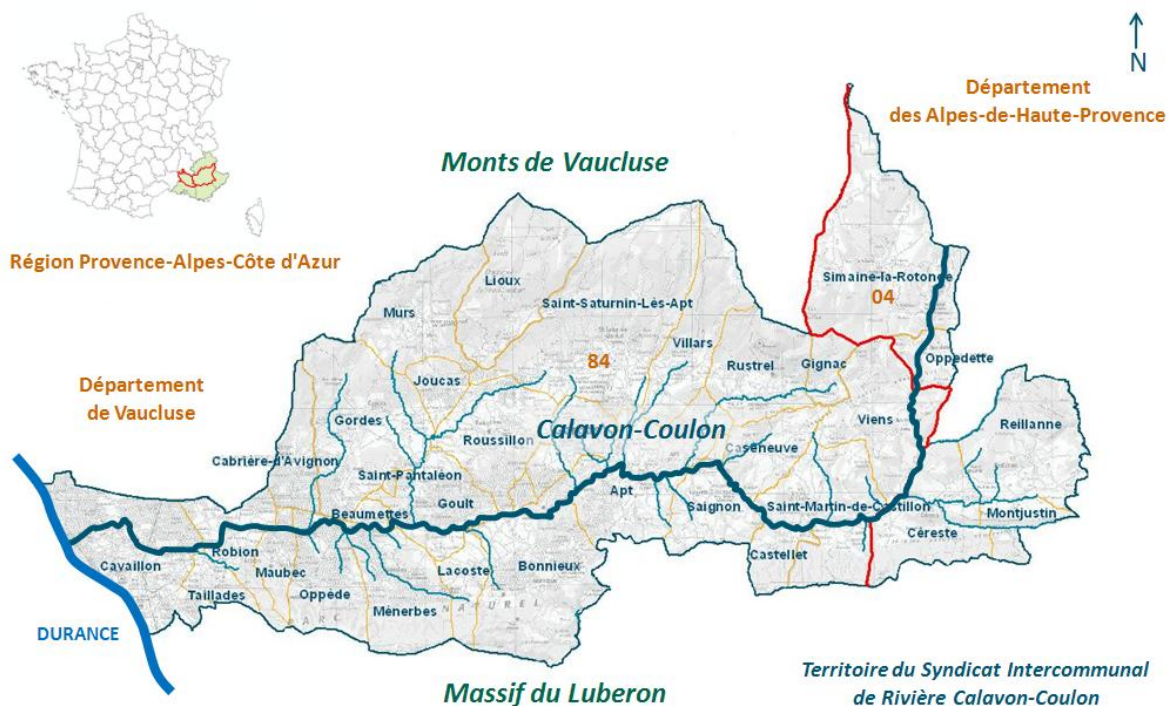 N
Département
des Alpes-de-Haute-Provence
Monts de Vaucluse
Région Provence-Alpes-Côte d'Azur
Lioux
Simaine-la-Rotonde
04
Saint-Saturnin-Lès-Apt
Murs
Villars
84
Rustrel
Gignac
Oppedette
Joucas
Département
de Vaucluse
Gordes
Viens
Reillanne
Roussillon
Calavon-Coulon
Caseneuve
Cabrière-d'Avignon
Saint-Pantaléon
Goult
Apt
Saignon
Saint-Martin-de-Castillon
Montjustin
Beaumettes
Céreste
Robion
Castellet
Cavaillon
Maubec
Lacoste
Bonnieux
Taillades
Oppède
Ménerbes
NATUREL
PARC
DURANCE
Massif du Luberon
Territoire du Syndicat Intercommunal
de Rivière Calavon-Coulon